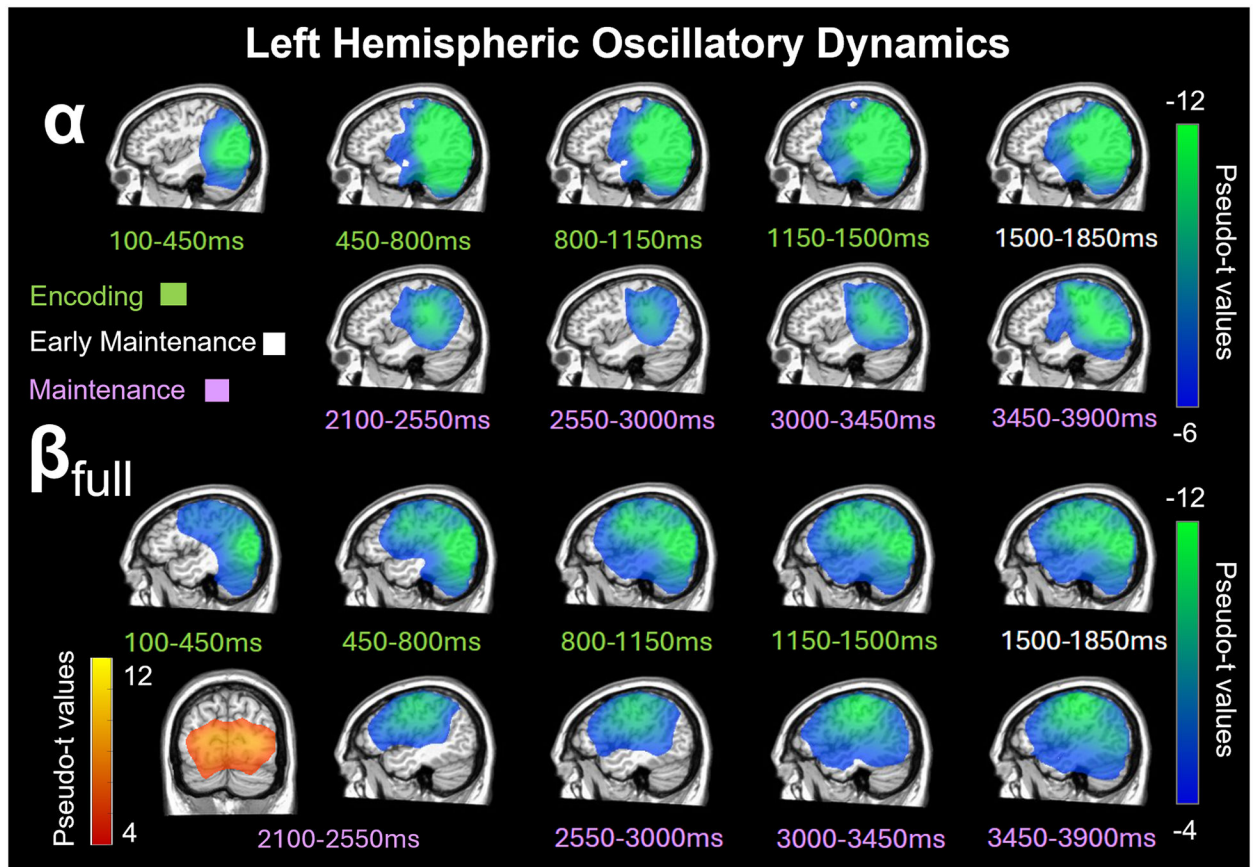 Left Hemispheric Oscillatory Dynamics
α
-12
Pseudo-t values
-6
100-450ms
450-800ms
800-1150ms
1150-1500ms
1500-1850ms
Encoding
Early Maintenance
Maintenance
2100-2550ms
2550-3000ms
3000-3450ms
3450-3900ms
βfull
-12
Pseudo-t values
-4
100-450ms
450-800ms
800-1150ms
1150-1500ms
1500-1850ms
Pseudo-t values
12
4
2100-2550ms
2550-3000ms
3000-3450ms
3450-3900ms